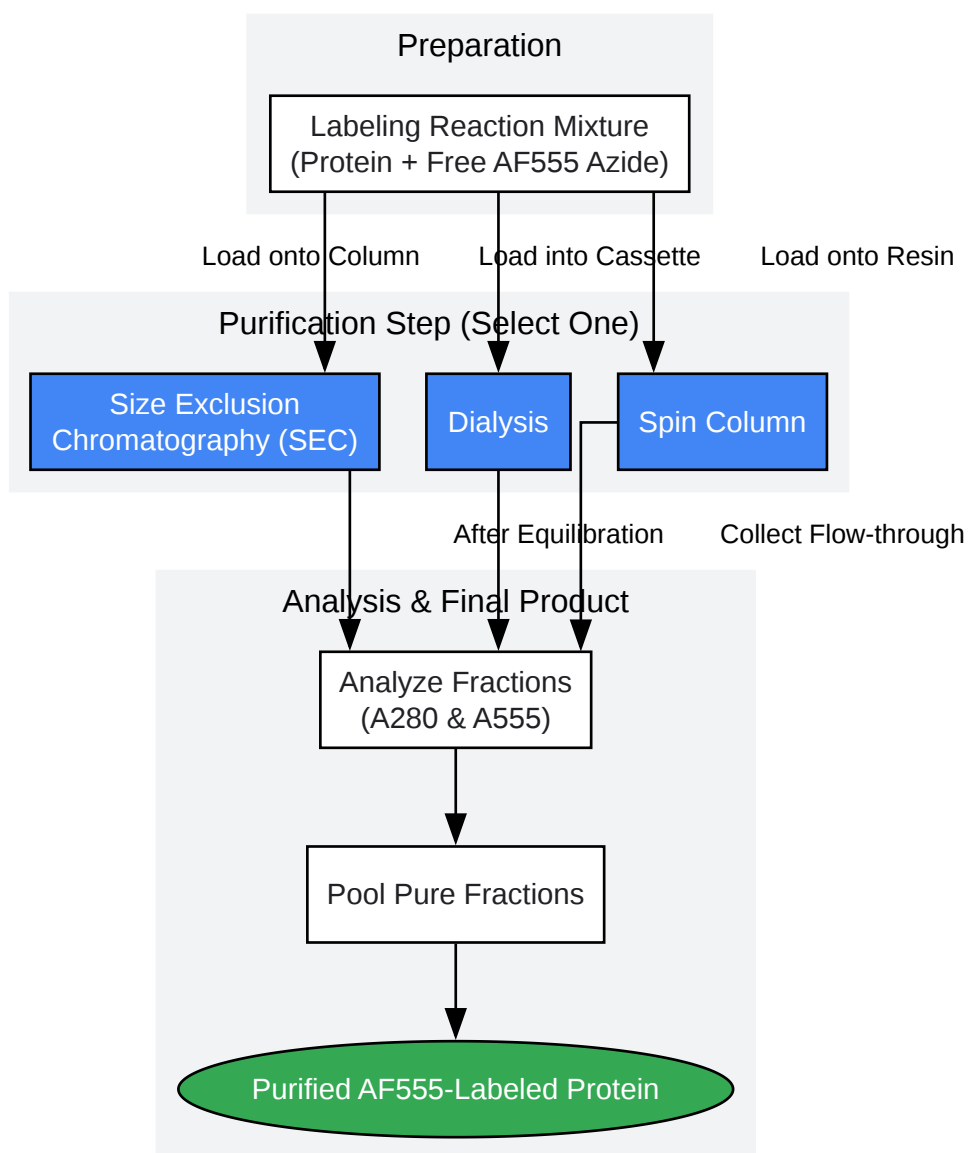 Preparation
Labeling Reaction Mixture
(Protein + Free AF555 Azide)
Load onto Column
Load into Cassette
Load onto Resin
Purification Step (Select One)
Size Exclusion
Chromatography (SEC)
Dialysis
Spin Column
After Equilibration
Collect Flow-through
Analysis & Final Product
Analyze Fractions
(A280 & A555)
Pool Pure Fractions
Purified AF555-Labeled Protein